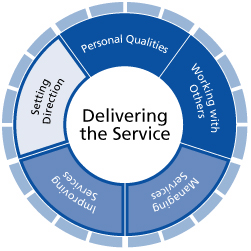 Personal Qualities
Working with
Others
Managing
Services
Improving
Services
Setting
Direction
Delivering
the Service